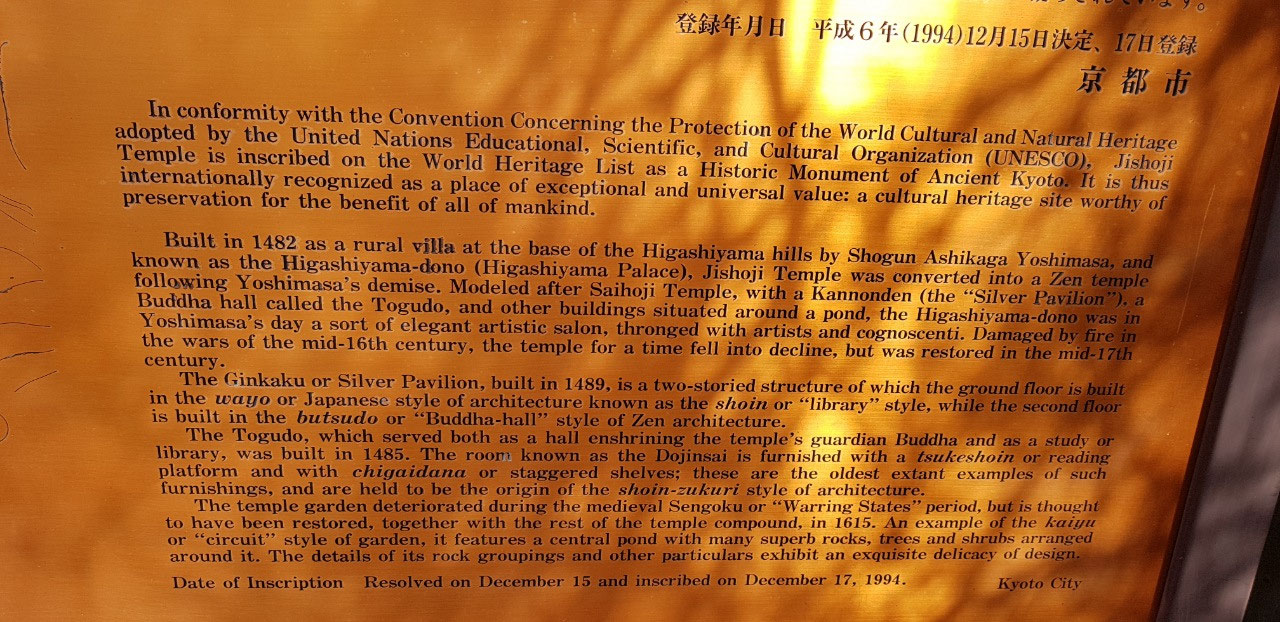 されています。
登録年月日 平成6年(1994)12月15日決定、17日登録
京都市
In conformity with the Convention Concerning the Protection of the World Cultural and Natural Heritage
adopted by the United Nations Educational, Scientific, and Cultural Organization (UNESCO), Jishoji
Temple is inscribed on the World Heritage List as a Historic Monument of Ancient Kyoto. It is thus
internationally recognized as a place of exceptional and universal value: a cultural heritage site worthy of
preservation for the benefit of all of mankind.
Built in 1482 as a rural villa at the base of the Higashiyama hills by Shogun Ashikaga Yoshimasa, and
known as the Higashiyama-dono (Higashiyama Palace), Jishoji Temple was converted into a Zen temple
following Yoshimasa's demise. Modeled after Saihoji Temple, with a Kannonden (the “Silver Pavilion”), a
Buddha hall called the Togudo, and other buildings situated around a pond, the Higashiyama-dono was in
Yoshimasa's day a sort of elegant artistic salon, thronged with artists and cognoscenti. Damaged by fire in
the wars of the mid-16th century, the temple for a time fell into decline, but was restored in the mid-17th
century.
The Ginkaku or Silver Pavilion, built in 1489, is a two-storied structure of which the ground floor is built
in the wayo or Japanese style of architecture known as the shoin or “library” style, while the second floor
is built in the butsudo or “Buddha-hall” style of Zen architecture.
The Togudo, which served both as a hall enshrining the temple's guardian Buddha and as a study or
library, was built in 1485. The room known as the Dojinsai is furnished with a tsukeshoin or reading
platform and with chigaidana or staggered shelves; these are the oldest extant examples of such
furnishings, and are held to be the origin of the shoin-zukuri style of architecture.
The temple garden deteriorated during the medieval Sengoku or “Warring States” period, but is thought
to have been restored, together with the rest of the temple compound, in 1615. An example of the kaiyu
or “circuit” style of garden, it features a central pond with many superb rocks, trees and shrubs arranged
around it. The details of its rock groupings and other particulars exhibit an exquisite delicacy of design.
Date of Inscription Resolved on December 15 and inscribed on December 17, 1994. Kyoto City